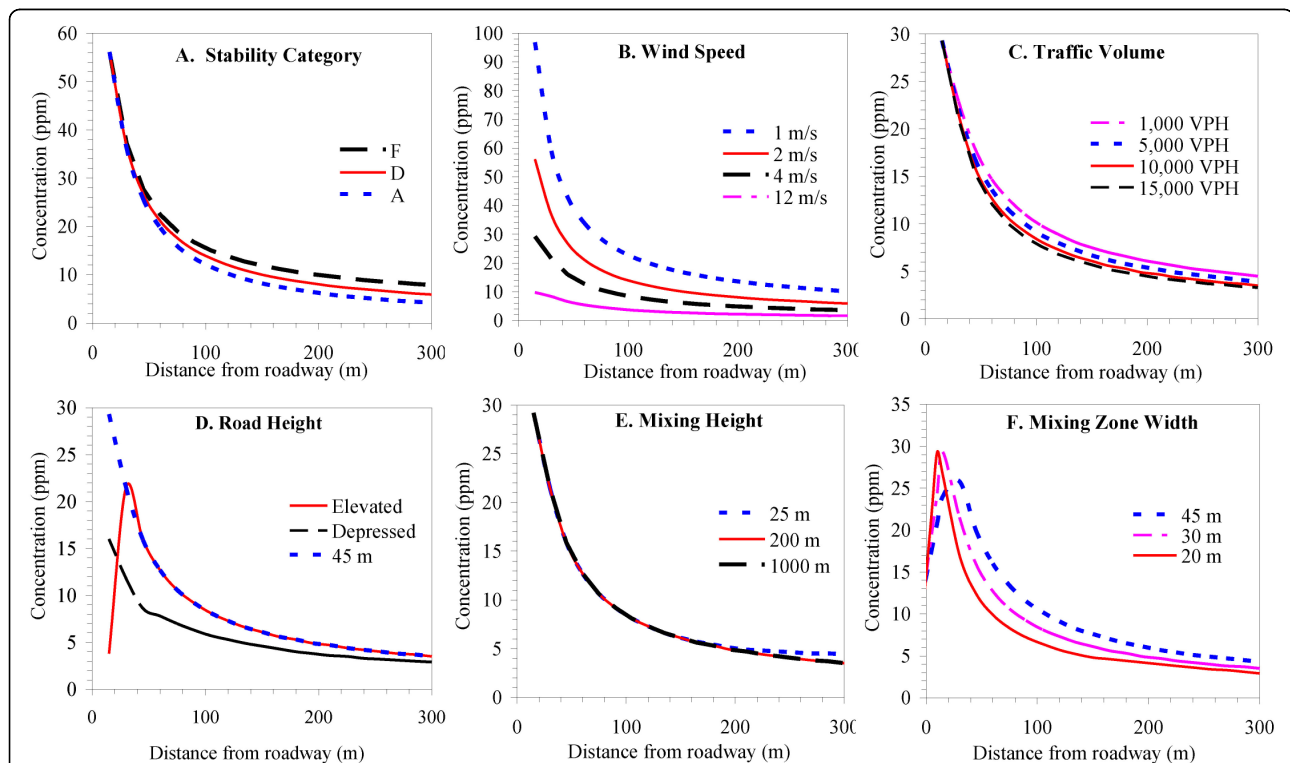 A. Stability Category
Concentration (ppm)
60
50
40
30
20
10
0
F
D
A
0 100 200 300
Distance from roadway (m)
B. Wind Speed
Concentration (ppm)
100
90
80
70
60
50
40
30
20
10
0
1 m/s
2 m/s
4 m/s
12 m/s
0 100 200 300
Distance from roadway (m)
C. Traffic Volume
Concentration (ppm)
30
25
20
15
10
5
0
1,000 VPH
5,000 VPH
10,000 VPH
15,000 VPH
0 100 200 300
Distance from roadway (m)
D. Road Height
Concentration (ppm)
30
25
20
15
10
5
0
Elevated
Depressed
45 m
0 100 200 300
Distance from roadway (m)
E. Mixing Height
Concentration (ppm)
30
25
20
15
10
5
0
25 m
200 m
1000 m
0 100 200 300
Distance from roadway (m)
F. Mixing Zone Width
Concentration (ppm)
35
30
25
20
15
10
5
0
45 m
30 m
20 m
0 100 200 300
Distance from roadway (m)